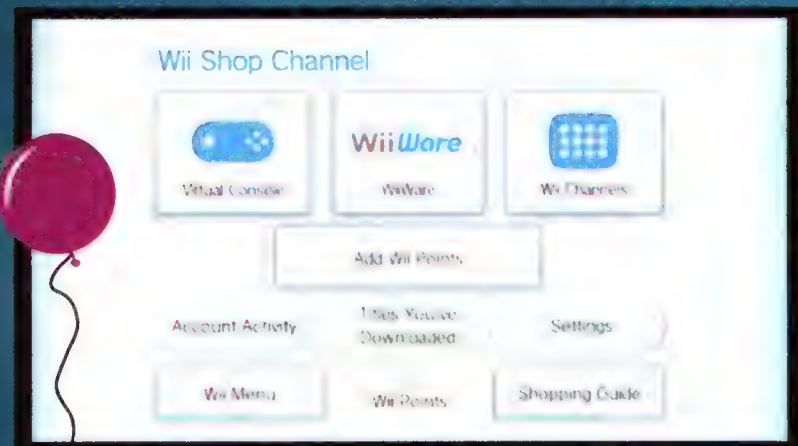 Wii Shop Channel
WiiWare
Virtual Console
WiiWare
Wii Channels
Add Wii Points
Account Activity
Titles You've
Downloaded
Settings
Wii Menu
Wii Points
Shopping Guide